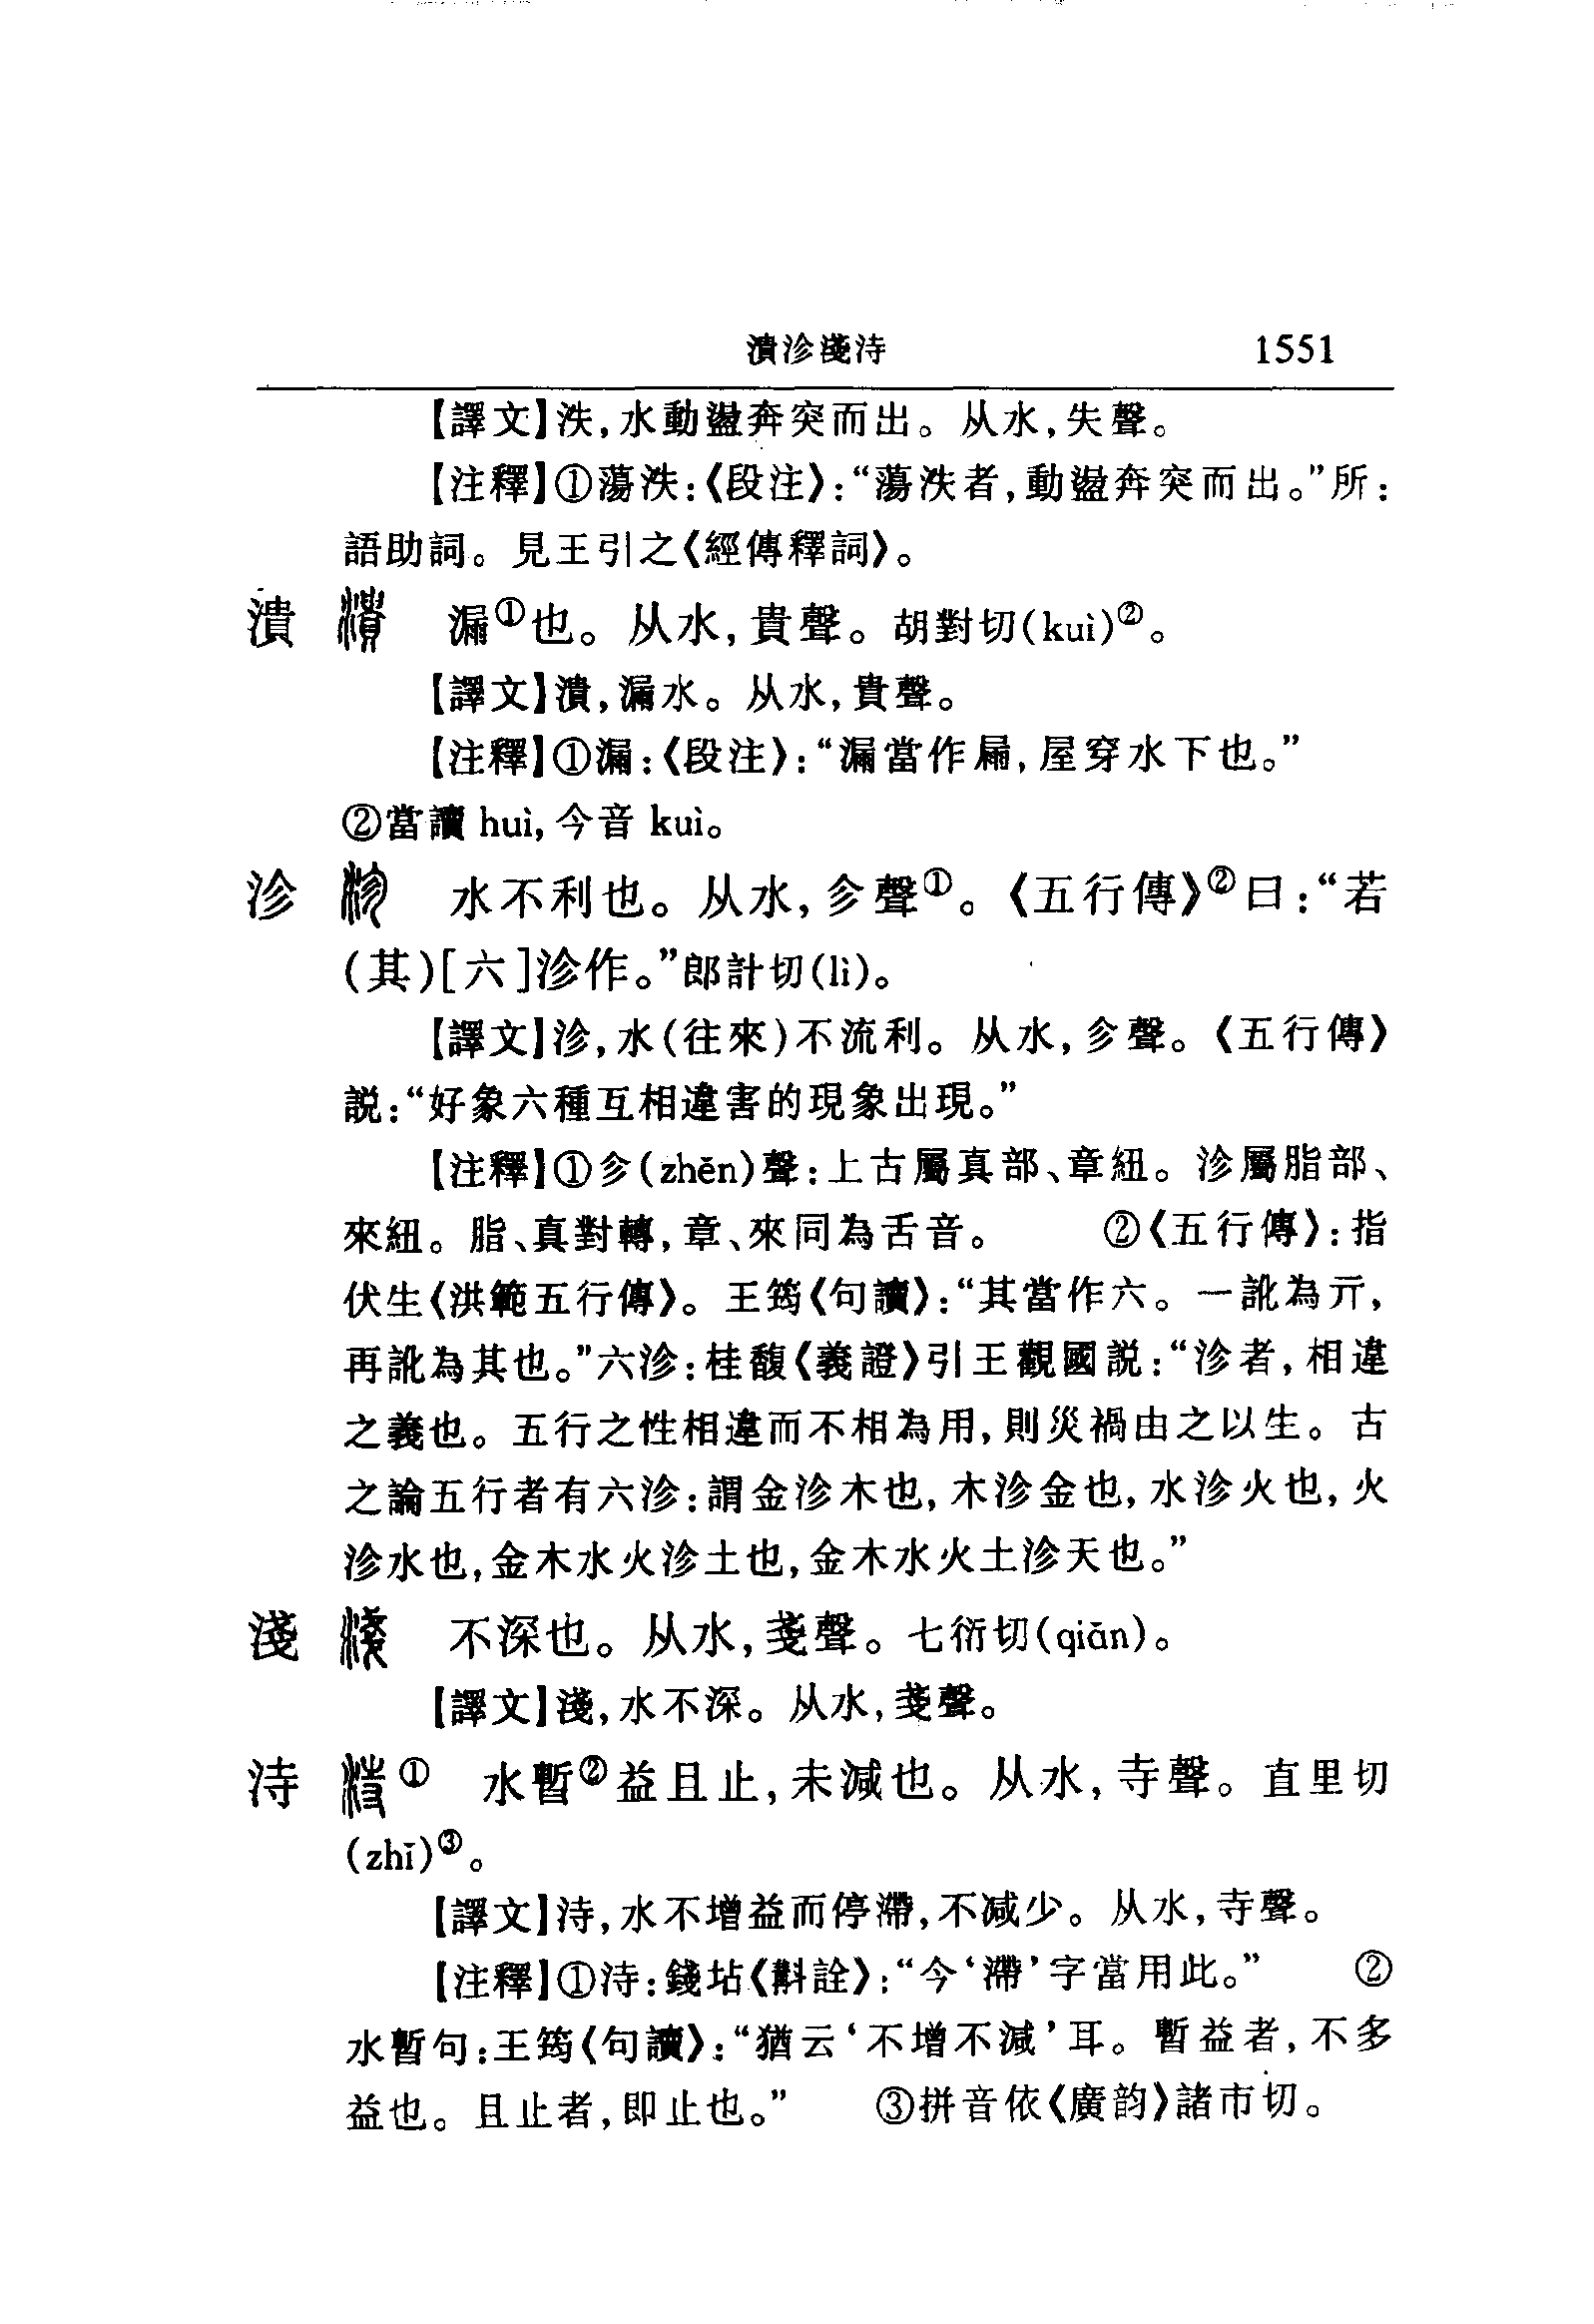 潰沴淺洔 1551
【譯文】泆,水動盪奔突而出。从水,失聲。
【注釋】①蕩泆:《段注》:“蕩泆者,動盪奔突而出。”所:
語助詞。見王引之《經傳釋詞》。
潰 漏①也。从水,貴聲。胡對切(kuì)②。
【譯文】潰,漏水。从水,貴聲。
【注釋】①漏:《段注》:“漏當作屚,屋穿水下也。”
②當讀 huì,今音 kuì。
沴 水不利也。从水,㐱聲①。《五行傳》②曰:“若
(其)[六]沴作。”郎計切(lì)。
【譯文】沴,水(往來)不流利。从水,㐱聲。《五行傳》
説:“好象六種互相違害的現象出現。”
【注釋】①㐱(zhěn)聲:上古屬真部、章紐。沴屬脂部、
來紐。脂、真對轉,章、來同為舌音。 ②《五行傳》:指
伏生《洪範五行傳》。王筠《句讀》:“其當作六。一訛為亓,
再訛為其也。”六沴:桂馥《義證》引王觀國説:“沴者,相違
之義也。五行之性相違而不相為用,則災禍由之以生。古
之論五行者有六沴:謂金沴木也,木沴金也,水沴火也,火
沴水也,金木水火沴土也,金木水火土沴天也。”
淺 不深也。从水,戔聲。七衍切(qiǎn)。
【譯文】淺,水不深。从水,戔聲。
洔 ① 水暫②益且止,未減也。从水,寺聲。直里切
(zhǐ)③。
【譯文】洔,水不增益而停滯,不減少。从水,寺聲。
【注釋】①洔:錢坫《斠詮》:“今‘滯’字當用此。” ②
水暫句:王筠《句讀》:“猶云‘不增不減’耳。暫益者,不多
益也。且止者,即止也。” ③拼音依《廣韵》諸市切。